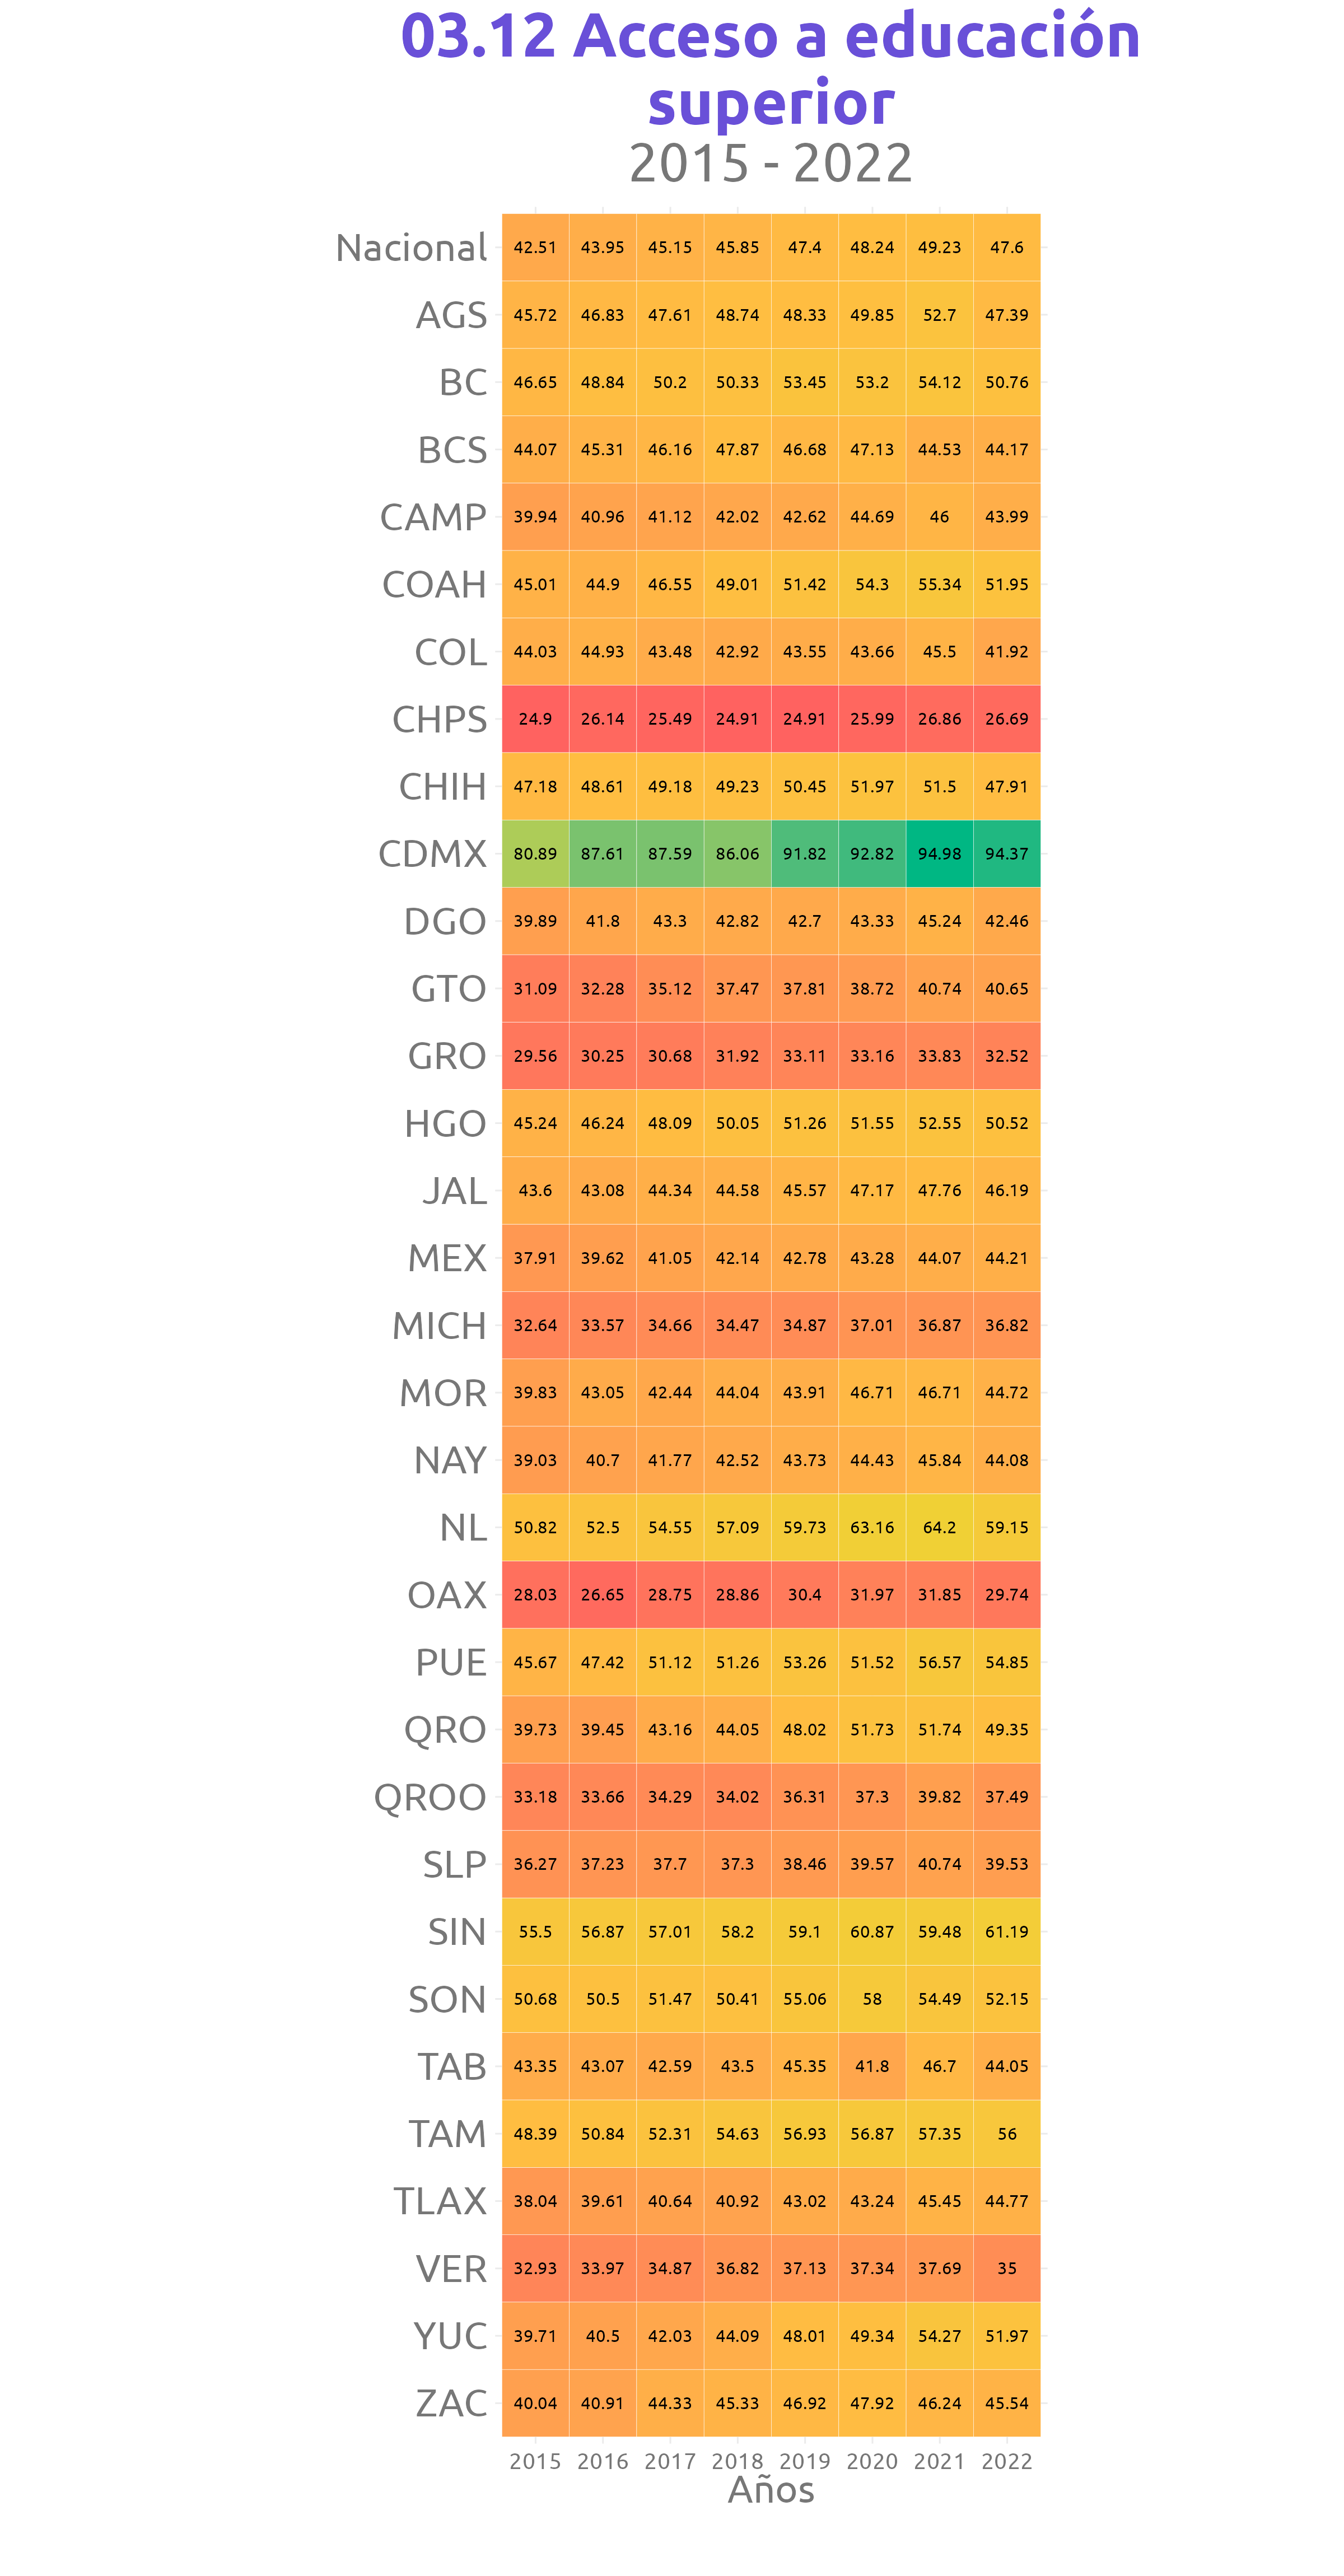 03.12 Acceso a educación
superior
2015 - 2022
Nacional 42.51 43.95 45.15 45.85 47.4 48.24 49.23 47.6
AGS 45.72 46.83 47.61 48.74 48.33 49.85 52.7 47.39
BC 46.65 48.84 50.2 50.33 53.45 53.2 54.12 50.76
BCS 44.07 45.31 46.16 47.87 46.68 47.13 44.53 44.17
CAMP 39.94 40.96 41.12 42.02 42.62 44.69 46 43.99
COAH 45.01 44.9 46.55 49.01 51.42 54.3 55.34 51.95
COL 44.03 44.93 43.48 42.92 43.55 43.66 45.5 41.92
CHPS 24.9 26.14 25.49 24.91 24.91 25.99 26.86 26.69
CHIH 47.18 48.61 49.18 49.23 50.45 51.97 51.5 47.91
CDMX 80.89 87.61 87.59 86.06 91.82 92.82 94.98 94.37
DGO 39.89 41.8 43.3 42.82 42.7 43.33 45.24 42.46
GTO 31.09 32.28 35.12 37.47 37.81 38.72 40.74 40.65
GRO 29.56 30.25 30.68 31.92 33.11 33.16 33.83 32.52
HGO 45.24 46.24 48.09 50.05 51.26 51.55 52.55 50.52
JAL 43.6 43.08 44.34 44.58 45.57 47.17 47.76 46.19
MEX 37.91 39.62 41.05 42.14 42.78 43.28 44.07 44.21
MICH 32.64 33.57 34.66 34.47 34.87 37.01 36.87 36.82
MOR 39.83 43.05 42.44 44.04 43.91 46.71 46.71 44.72
NAY 39.03 40.7 41.77 42.52 43.73 44.43 45.84 44.08
NL 50.82 52.5 54.55 57.09 59.73 63.16 64.2 59.15
OAX 28.03 26.65 28.75 28.86 30.4 31.97 31.85 29.74
PUE 45.67 47.42 51.12 51.26 53.26 51.52 56.57 54.85
QRO 39.73 39.45 43.16 44.05 48.02 51.73 51.74 49.35
QROO 33.18 33.66 34.29 34.02 36.31 37.3 39.82 37.49
SLP 36.27 37.23 37.7 37.3 38.46 39.57 40.74 39.53
SIN 55.5 56.87 57.01 58.2 59.1 60.87 59.48 61.19
SON 50.68 50.5 51.47 50.41 55.06 58 54.49 52.15
TAB 43.35 43.07 42.59 43.5 45.35 41.8 46.7 44.05
TAM 48.39 50.84 52.31 54.63 56.93 56.87 57.35 56
TLAX 38.04 39.61 40.64 40.92 43.02 43.24 45.45 44.77
VER 32.93 33.97 34.87 36.82 37.13 37.34 37.69 35
YUC 39.71 40.5 42.03 44.09 48.01 49.34 54.27 51.97
ZAC 40.04 40.91 44.33 45.33 46.92 47.92 46.24 45.54
2015 2016 2017 2018 2019 2020 2021 2022
Años